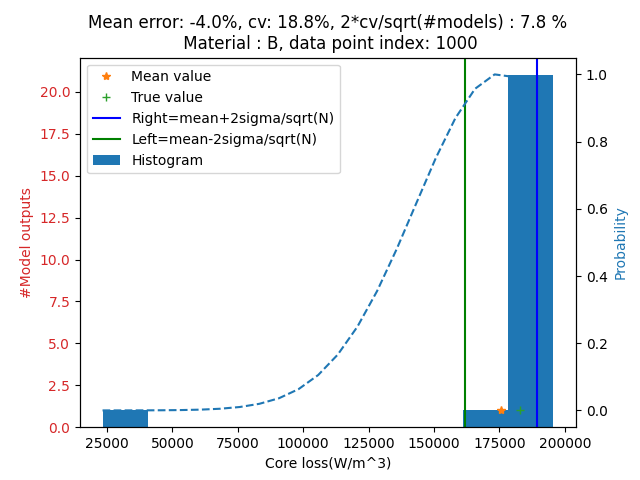 Mean error: -4.0%, cv: 18.8%, 2*cv/sqrt(#models) : 7.8 %
Material : B, data point index: 1000
Mean value
True value
Right=mean+2sigma/sqrt(N)
Left=mean-2sigma/sqrt(N)
Histogram
20.0
17.5
15.0
12.5
10.0
7.5
5.0
2.5
0.0
#Model outputs
1.0
0.8
0.6
0.4
0.2
0.0
Probability
25000 50000 75000 100000 125000 150000 175000 200000
Core loss(W/m^3)